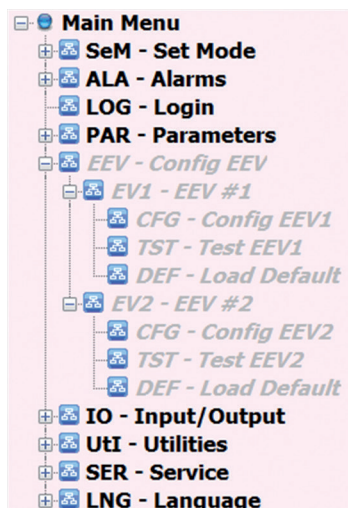 Main Menu
SeM - Set Mode
ALA - Alarms
LOG - Login
PAR - Parameters
EEV - Config EEV
EV1 - EEV #1
CFG - Config EEV1
TST - Test EEV1
DEF - Load Default
EV2 - EEV #2
CFG - Config EEV2
TST - Test EEV2
DEF - Load Default
IO - Input/Output
UtI - Utilities
SER - Service
LNG - Language